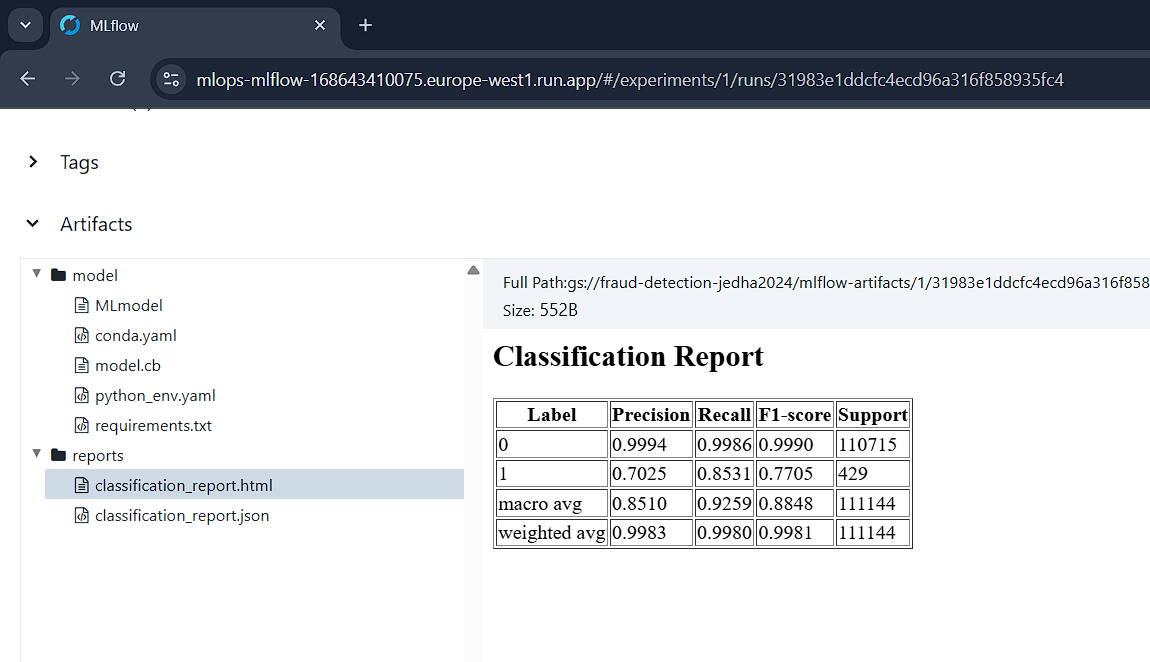 MLflow
mlops-mlflow-168643410075.europe-west1.run.app/#/experiments/1/runs/31983e1ddcfc4ecd96a316f858935fc4
Tags
Artifacts
model
MLmodel
conda.yaml
model.cb
python_env.yaml
requirements.txt
reports
classification_report.html
classification_report.json
Full Path:gs://fraud-detection-jedha2024/mlflow-artifacts/1/31983e1ddcfc4ecd96a316f858
Size: 552B
Classification Report
Label Precision Recall F1-score Support
0 0.9994 0.9986 0.9990 110715
1 0.7025 0.8531 0.7705 429
macro avg 0.8510 0.9259 0.8848 111144
weighted avg 0.9983 0.9980 0.9981 111144